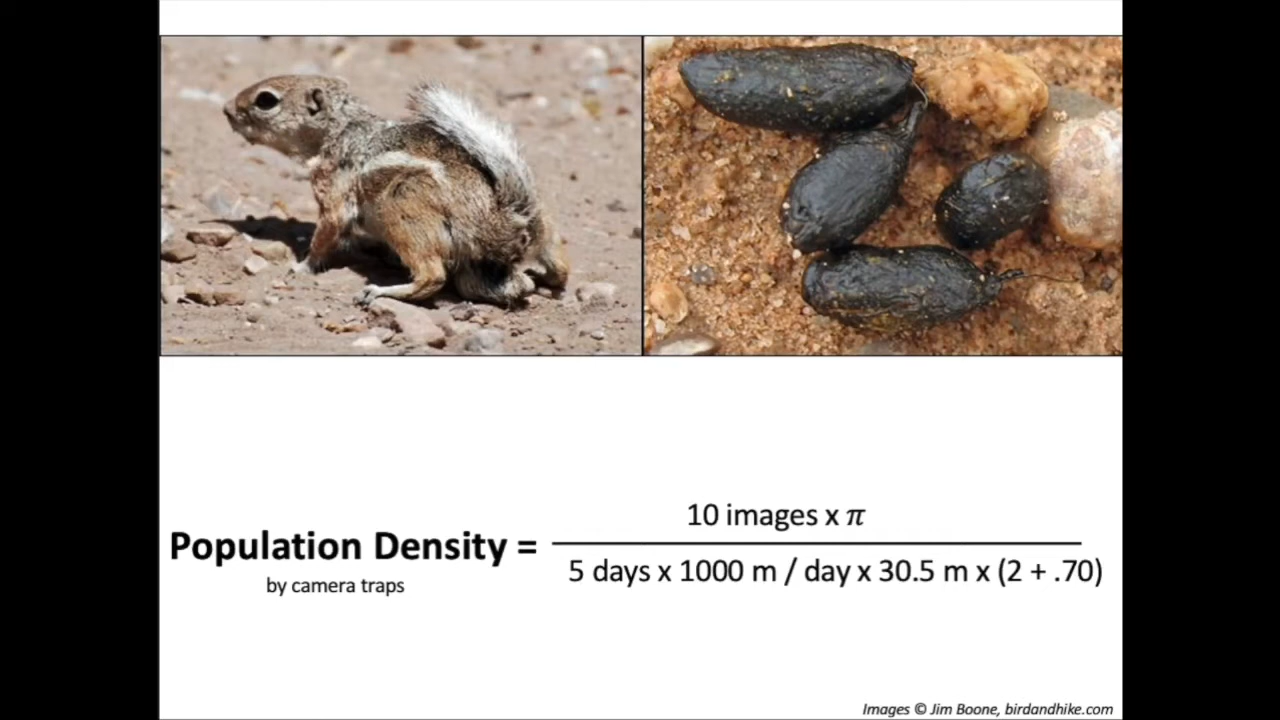 10 images x π
Population Density =
5 days x 1000 m / day x 30.5 m x (2 + .70)
by camera traps
Images © Jim Boone, birdandhike.com